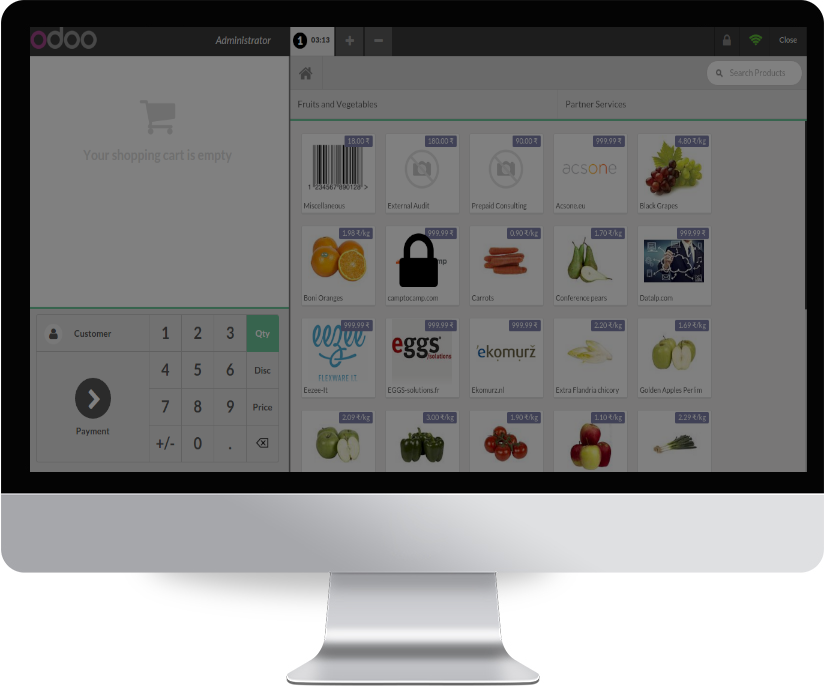 odoo
Administrator
1 03:13
+ −
Close
Search Products
Your shopping cart is empty
Fruits and Vegetables
Partner Services
18.00 ₹
180.00 ₹
90.00 ₹
999.99 ₹
4.80 ₹/kg
1 234567 890128 >
acsone
Miscellaneous
External Audit
Prepaid Consulting
Acsone.eu
Black Grapes
1.98 ₹/kg
999.99 ₹
0.90 ₹/kg
1.70 ₹/kg
999.99 ₹
mp
Boni Oranges
camptocamp.com
Carrots
Conference pears
Datalp.com
999.99 ₹
999.99 ₹
999.99 ₹
2.20 ₹/kg
1.69 ₹/kg
eezee
FLEXWARE IT
eggs
solutions
ekomurz
Eezee-It
EGGS-solutions.fr
Ekomurz.nl
Extra Flandria chicory
Golden Apples Perlim
2.09 ₹/kg
3.00 ₹/kg
1.90 ₹/kg
1.10 ₹/kg
2.29 ₹/kg
Customer
1 2 3 Qty
4 5 6 Disc
7 8 9 Price
+/- 0 .
Payment